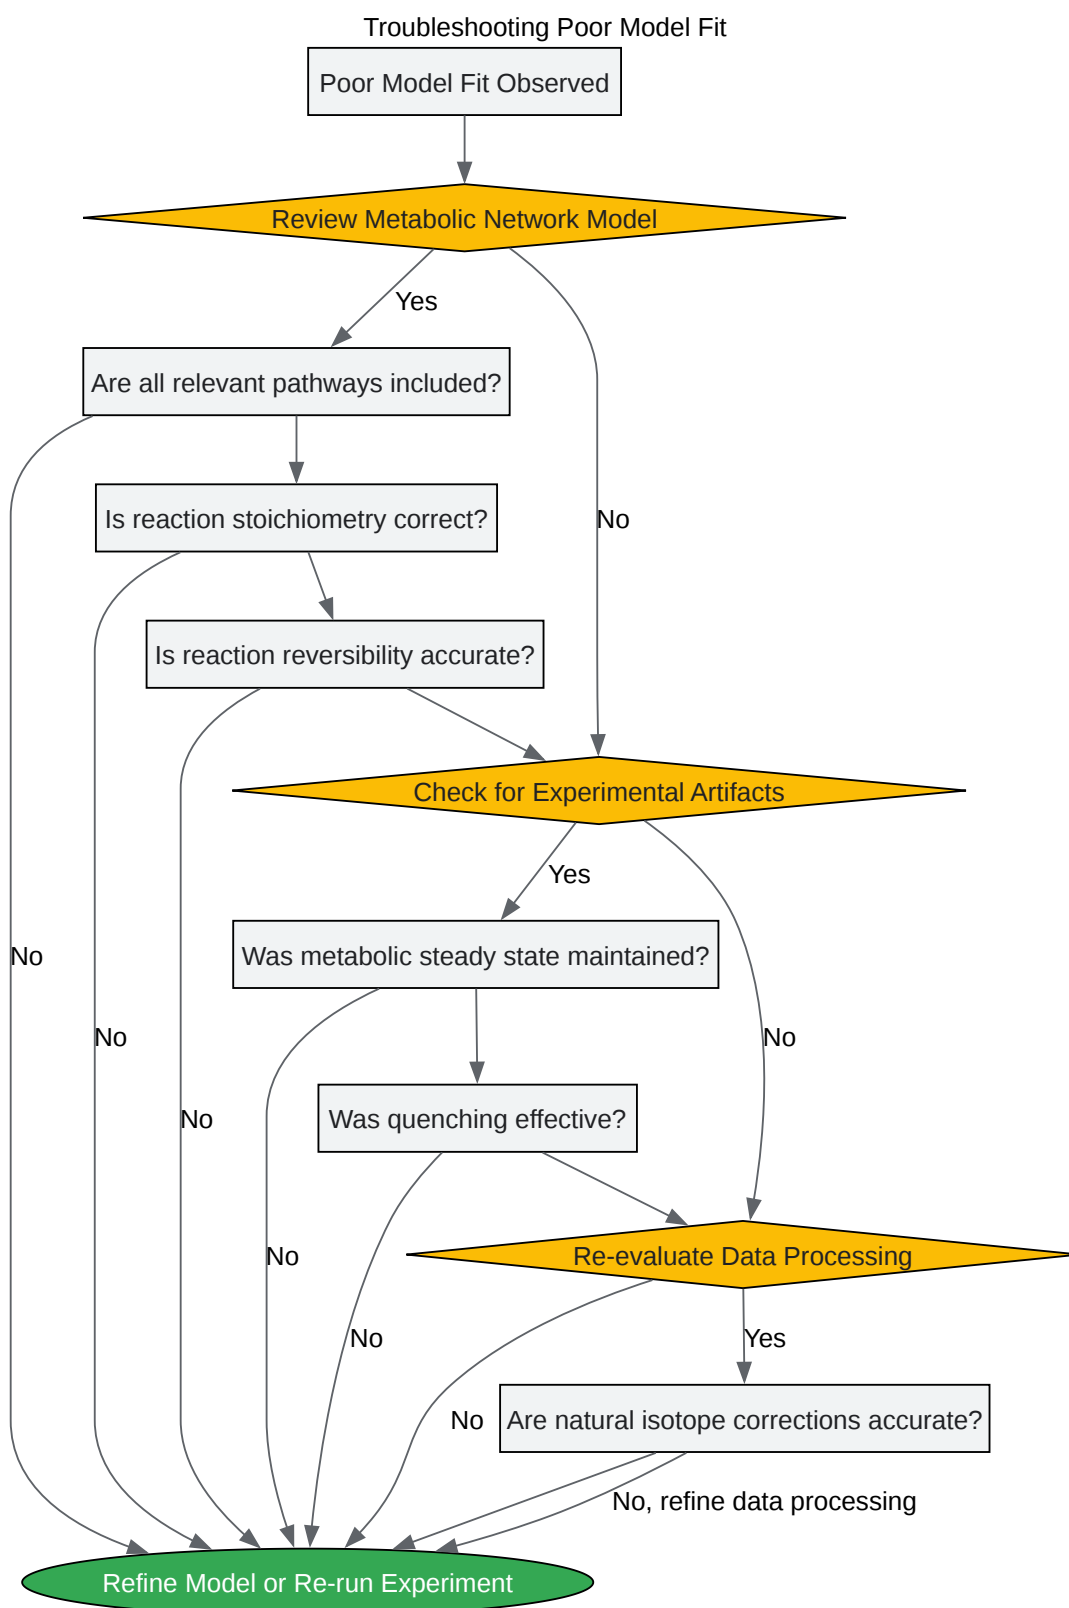 Troubleshooting Poor Model Fit
Poor Model Fit Observed
Review Metabolic Network Model
Yes
Are all relevant pathways included?
Is reaction stoichiometry correct?
No
Is reaction reversibility accurate?
Check for Experimental Artifacts
Yes
Was metabolic steady state maintained?
No
No
No
Was quenching effective?
No
Re-evaluate Data Processing
No
No
Yes
Are natural isotope corrections accurate?
No
No, refine data processing
Refine Model or Re-run Experiment